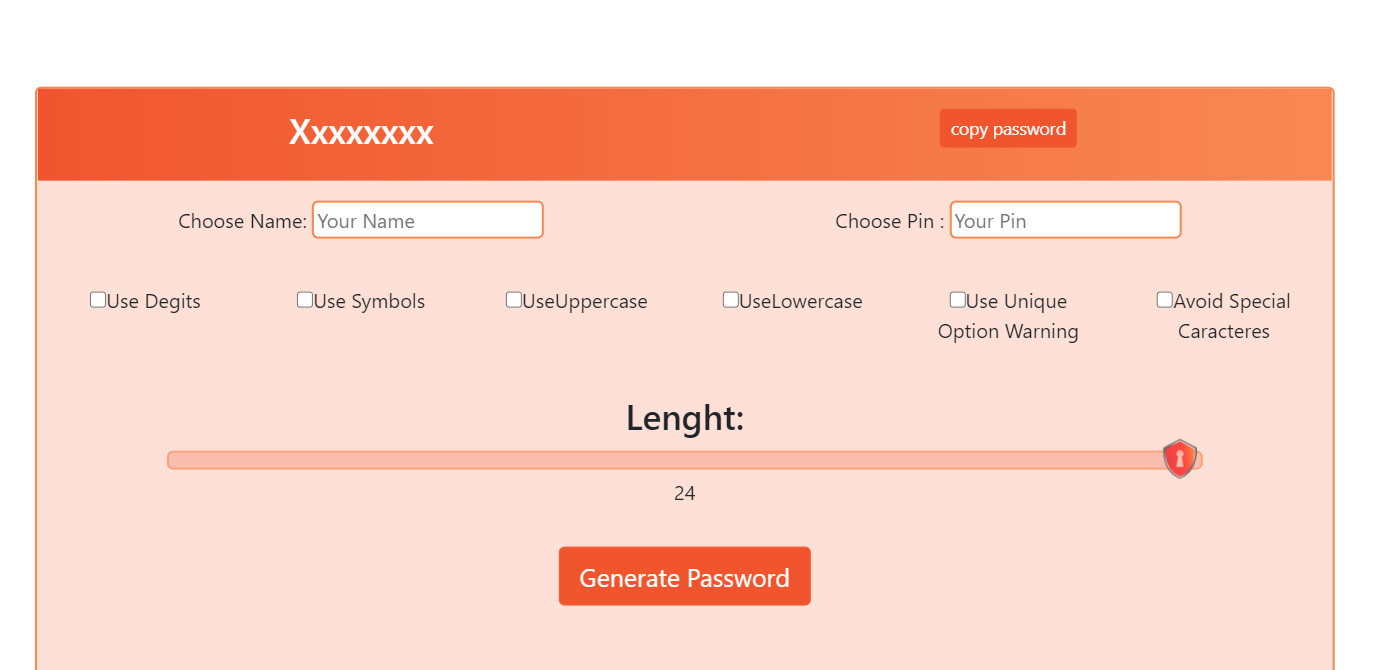 Xxxxxxxx
copy password
Choose Name: Your Name
Choose Pin : Your Pin
Use Degits
Use Symbols
UseUppercase
UseLowercase
Use Unique
Option Warning
Avoid Special
Caracteres
Lenght:
24
Generate Password